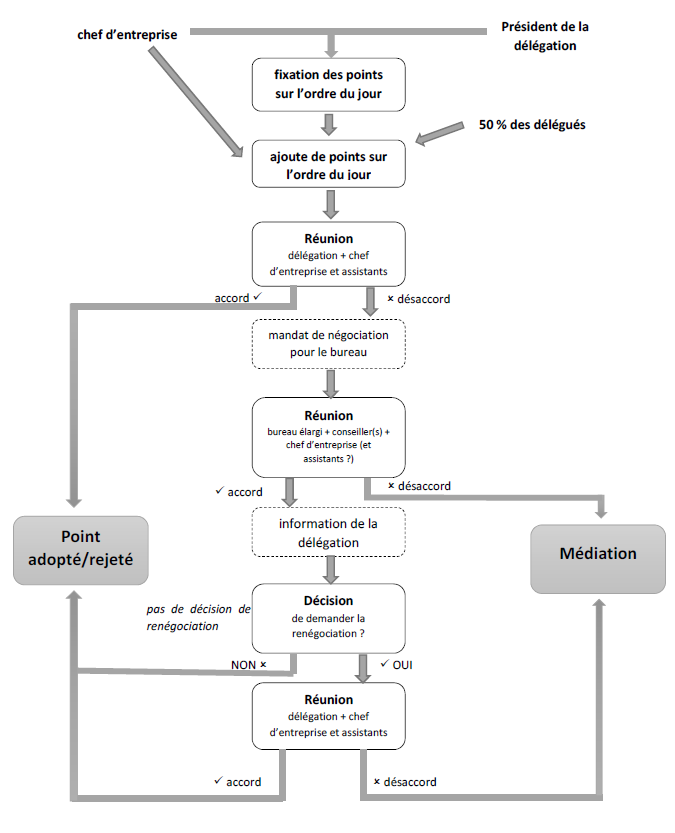 chef d’entreprise
Président de la
délégation
fixation des points
sur l’ordre du jour
50 % des délégués
ajoute de points sur
l’ordre du jour
Réunion
délégation + chef
d’entreprise et assistants
accord ✓
✘ désaccord
mandat de négociation
pour le bureau
Réunion
bureau élargi + conseiller(s) +
chef d’entreprise (et
assistants ?)
✓ accord
✘ désaccord
Point
adopté/rejeté
information de la
délégation
Médiation
Décision
de demander la
renégociation ?
pas de décision de
renégociation
NON ✘
✓ OUI
Réunion
délégation + chef
d’entreprise et assistants
✓ accord
✘ désaccord